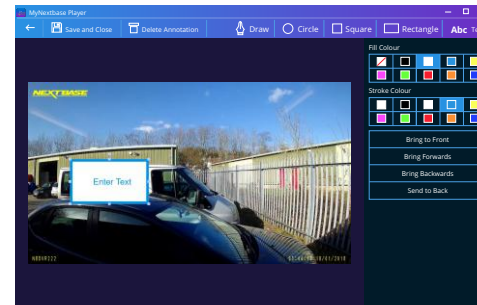 MyNextbase Player
Save and Close
Delete Annotation
Draw
Circle
Square
Rectangle
Abc
Fill Colour
Stroke Colour
Bring to Front
Bring Forwards
Bring Backwards
Send to Back
NEXTBASE
Enter Text